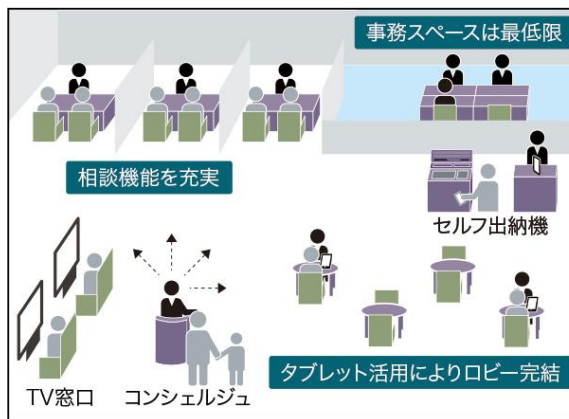 事務スペースは最低限
相談機能を充実
セルフ出納機
タブレット活用によりロビー完結
TV窓口
コンシェルジュ